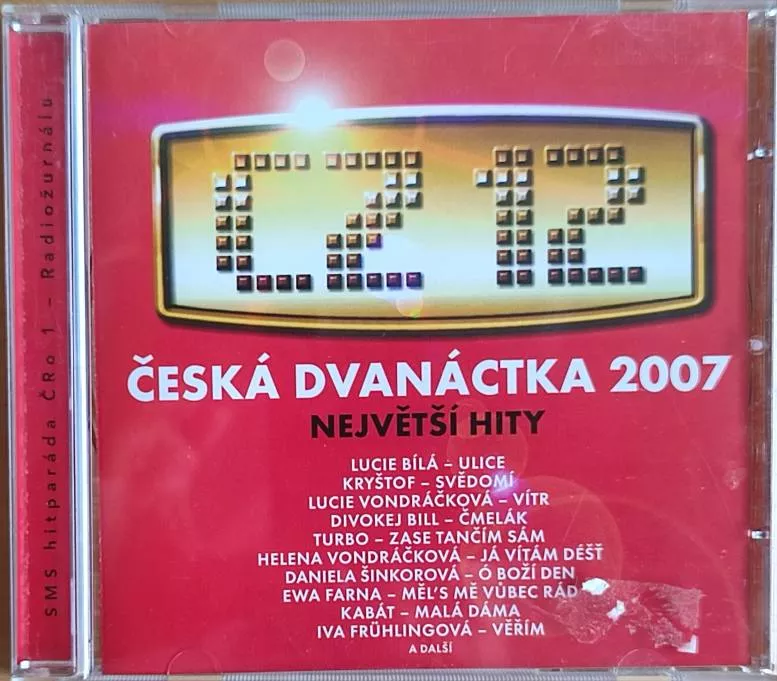 SMS hitparáda ČRo 1 – Radiožurnálu
CZ 12
ČESKÁ DVANÁCTKA 2007
NEJVĚTŠÍ HITY
LUCIE BÍLÁ – ULICE
KRYŠTOF – SVĚDOMÍ
LUCIE VONDRÁČKOVÁ – VÍTR
DIVOKEJ BILL – ČMELÁK
TURBO – ZASE TANČÍM SÁM
HELENA VONDRÁČKOVÁ – JÁ VÍTÁM DÉŠŤ
DANIELA ŠINKOROVÁ – Ó BOŽÍ DEN
EWA FARNA – MĚL'S MĚ VŮBEC RÁD
KABÁT – MALÁ DÁMA
IVA FRÜHLINGOVÁ – VĚŘÍM
A DALŠÍ